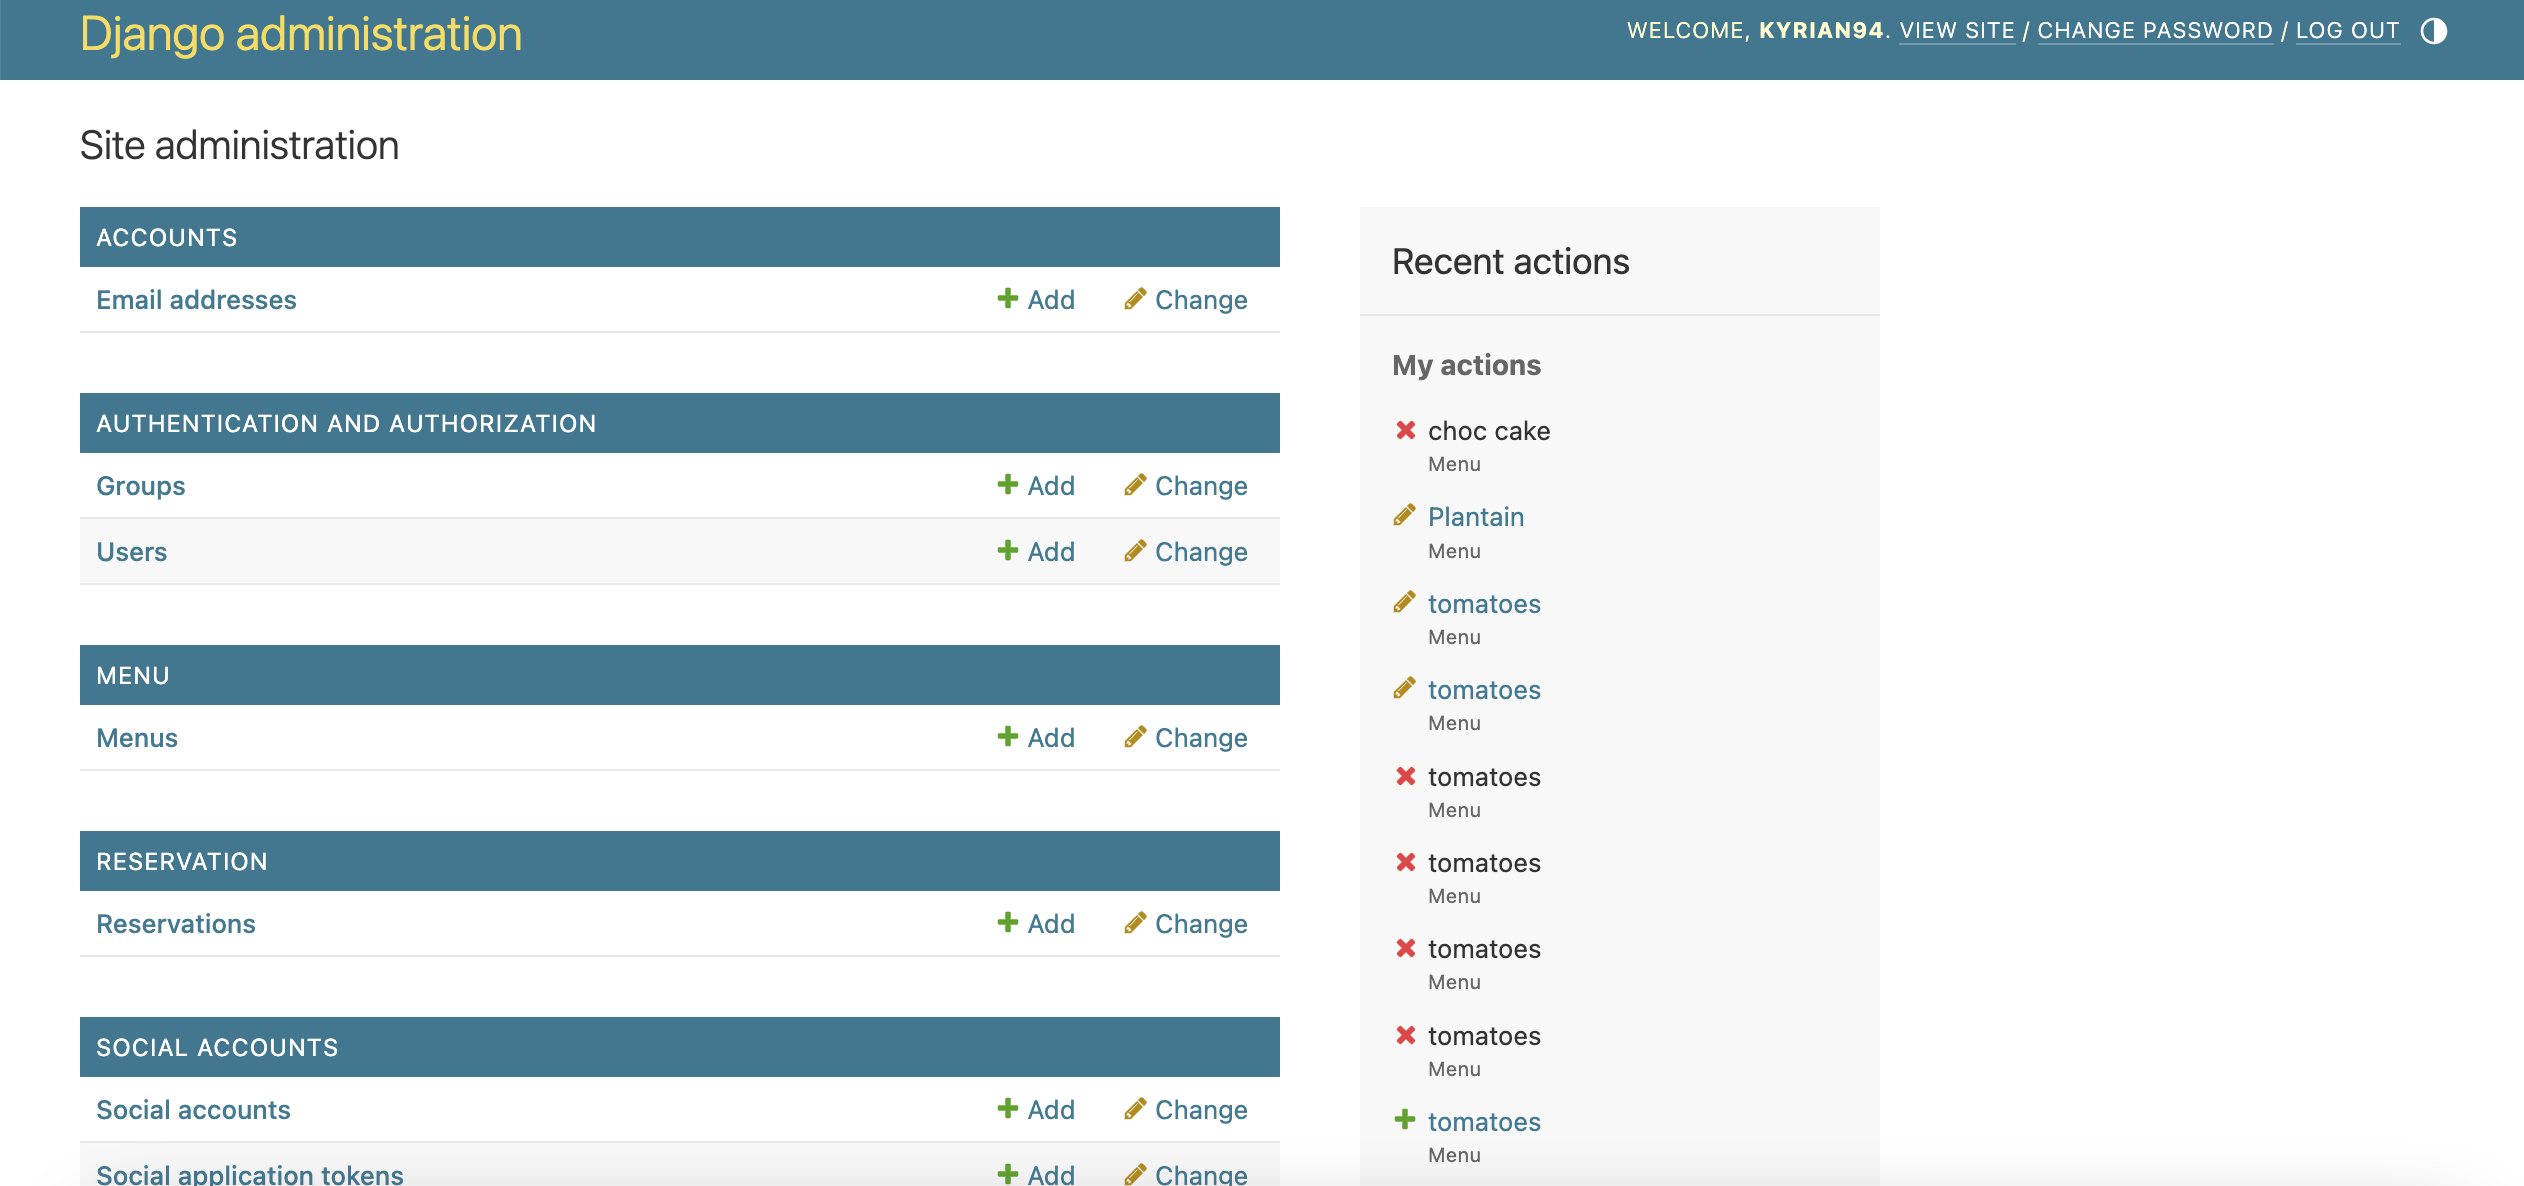 Django administration
WELCOME, KYRIAN94. VIEW SITE / CHANGE PASSWORD / LOG OUT
Site administration
ACCOUNTS
Email addresses Add Change
AUTHENTICATION AND AUTHORIZATION
Groups Add Change
Users Add Change
MENU
Menus Add Change
RESERVATION
Reservations Add Change
SOCIAL ACCOUNTS
Social accounts Add Change
Social application tokens Add Change
Recent actions
My actions
choc cake
Menu
Plantain
Menu
tomatoes
Menu
tomatoes
Menu
tomatoes
Menu
tomatoes
Menu
tomatoes
Menu
tomatoes
Menu
tomatoes
Menu